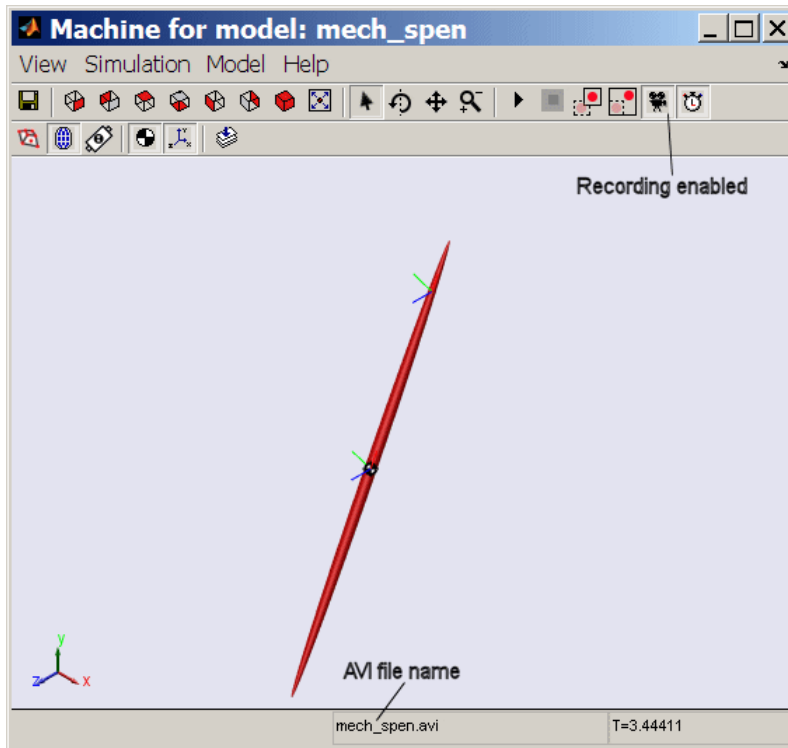 Machine for model: mech_spen
View Simulation Model Help
Recording enabled
y
z x
AVI file name
mech_spen.avi T=3.44411